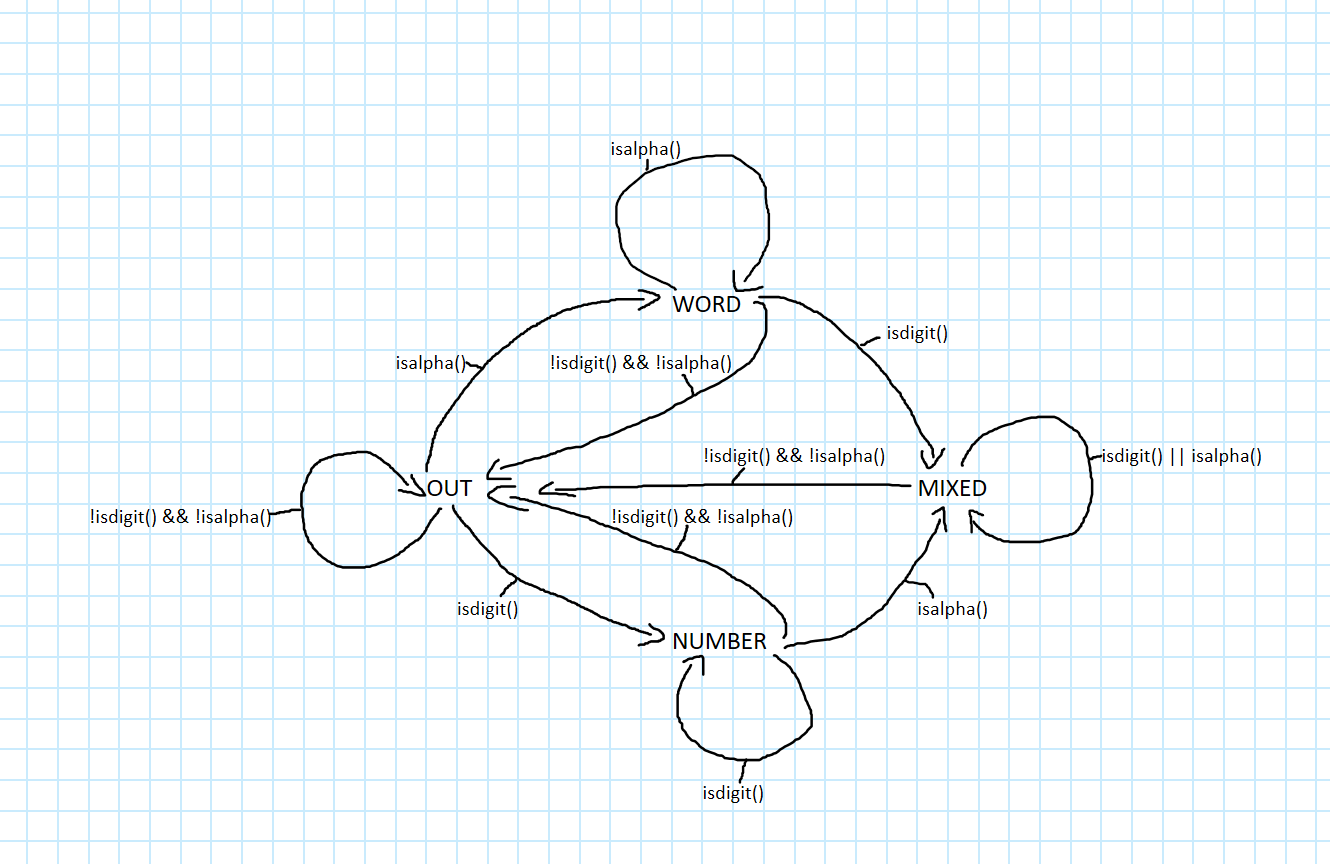 isalpha()
WORD
isdigit()
isalpha()
!isdigit() && !isalpha()
!isdigit() && !isalpha()
isdigit() || isalpha()
OUT
MIXED
!isdigit() && !isalpha()
!isdigit() && !isalpha()
isdigit()
isalpha()
NUMBER
isdigit()